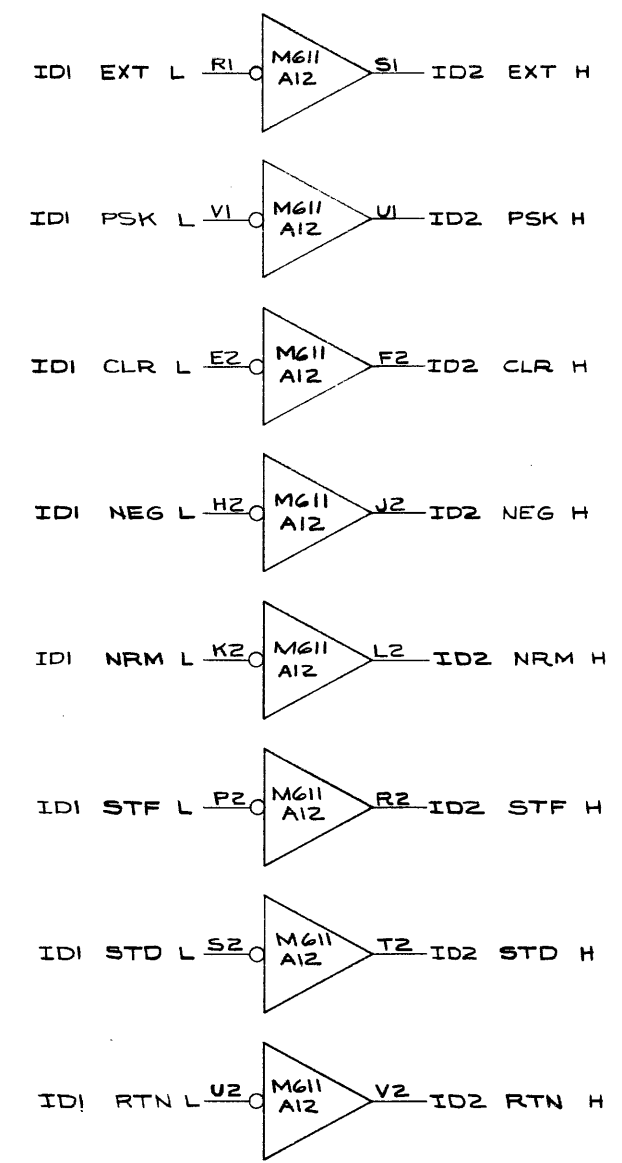 ID1 EXT L R1 M611 S1 ID2 EXT H
A12
ID1 PSK L V1 M611 U1 ID2 PSK H
A12
ID1 CLR L E2 M611 F2 ID2 CLR H
A12
ID1 NEG L H2 M611 J2 ID2 NEG H
A12
ID1 NRM L K2 M611 L2 ID2 NRM H
A12
ID1 STF L P2 M611 R2 ID2 STF H
A12
ID1 STD L S2 M611 T2 ID2 STD H
A12
ID1 RTN L U2 M611 V2 ID2 RTN H
A12